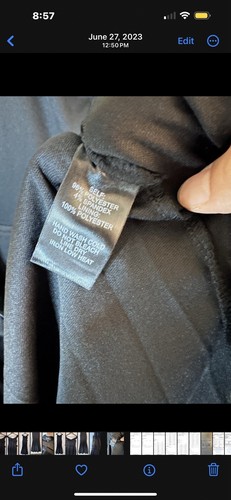 8:57
June 27, 2023
12:50 PM
Edit
SELF
96% POLYESTER
4% SPANDEX
LINING
100% POLYESTER
HAND WASH COLD
DO NOT BLEACH
LINE DRY
IRON LOW HEAT